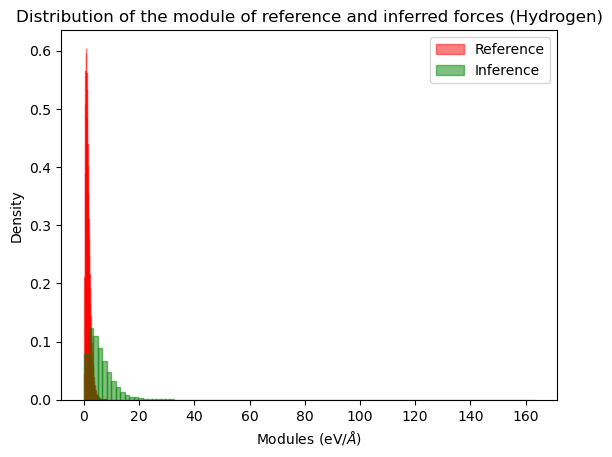 Distribution of the module of reference and inferred forces (Hydrogen)
Reference
Inference
Density
0.6
0.5
0.4
0.3
0.2
0.1
0.0
0 20 40 60 80 100 120 140 160
Modules (eV/Å)